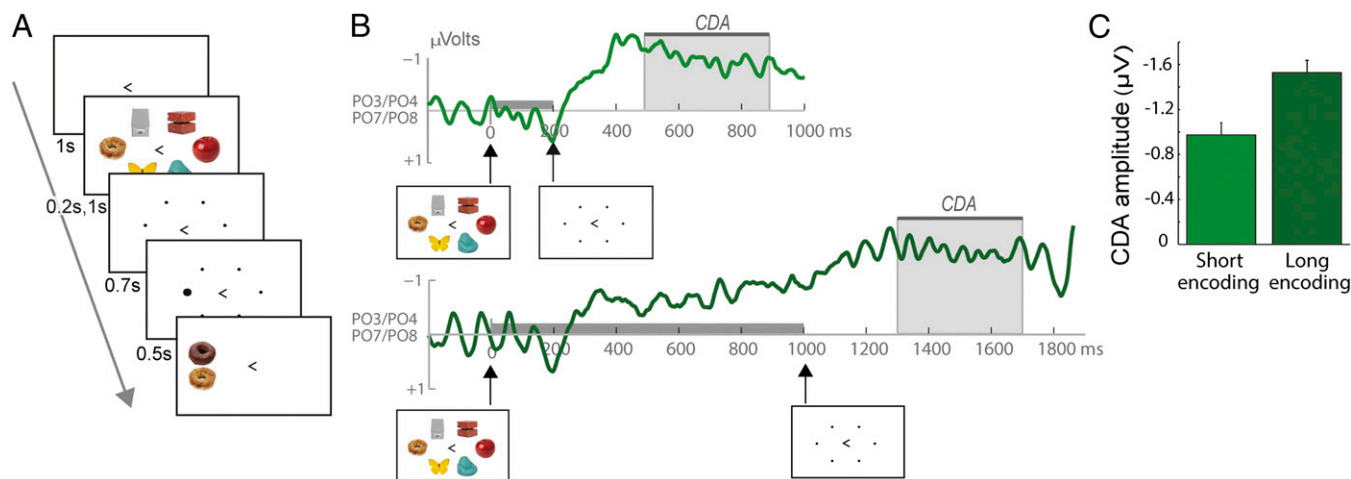 A
<
<
1s
0.2s,1s
<
0.7s
<
0.5s
<
B
µVolts
CDA
−1
PO3/PO4
PO7/PO8
0 200 400 600 800 1000 ms
+1
<
<
CDA
−1
PO3/PO4
PO7/PO8
0 200 400 600 800 1000 1200 1400 1600 1800 ms
+1
<
<
C
CDA amplitude (µV)
-1.6
-1.2
-0.8
-0.4
0
Short
encoding
Long
encoding